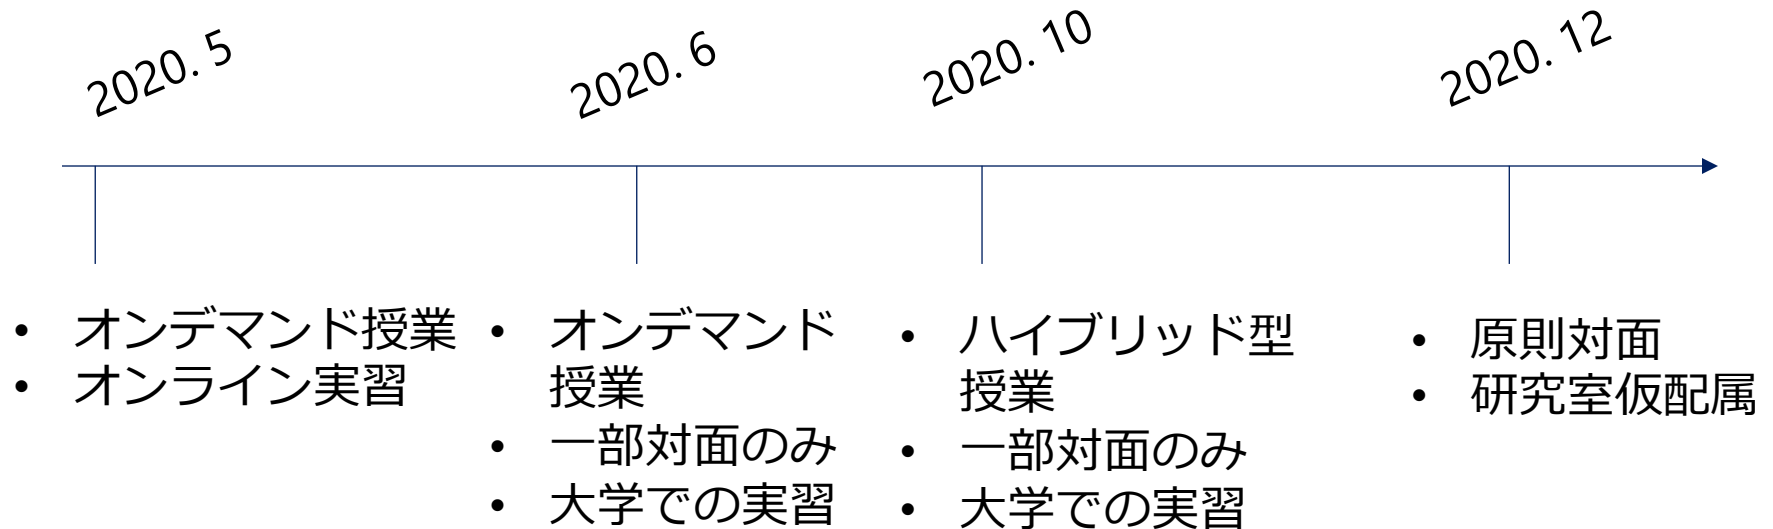 2020. 5
2020. 6
2020. 10
2020. 12
• オンデマンド授業
• オンライン実習
• オンデマンド
授業
• 一部対面のみ
• 大学での実習
• ハイブリッド型
授業
• 一部対面のみ
• 大学での実習
• 原則対面
• 研究室仮配属